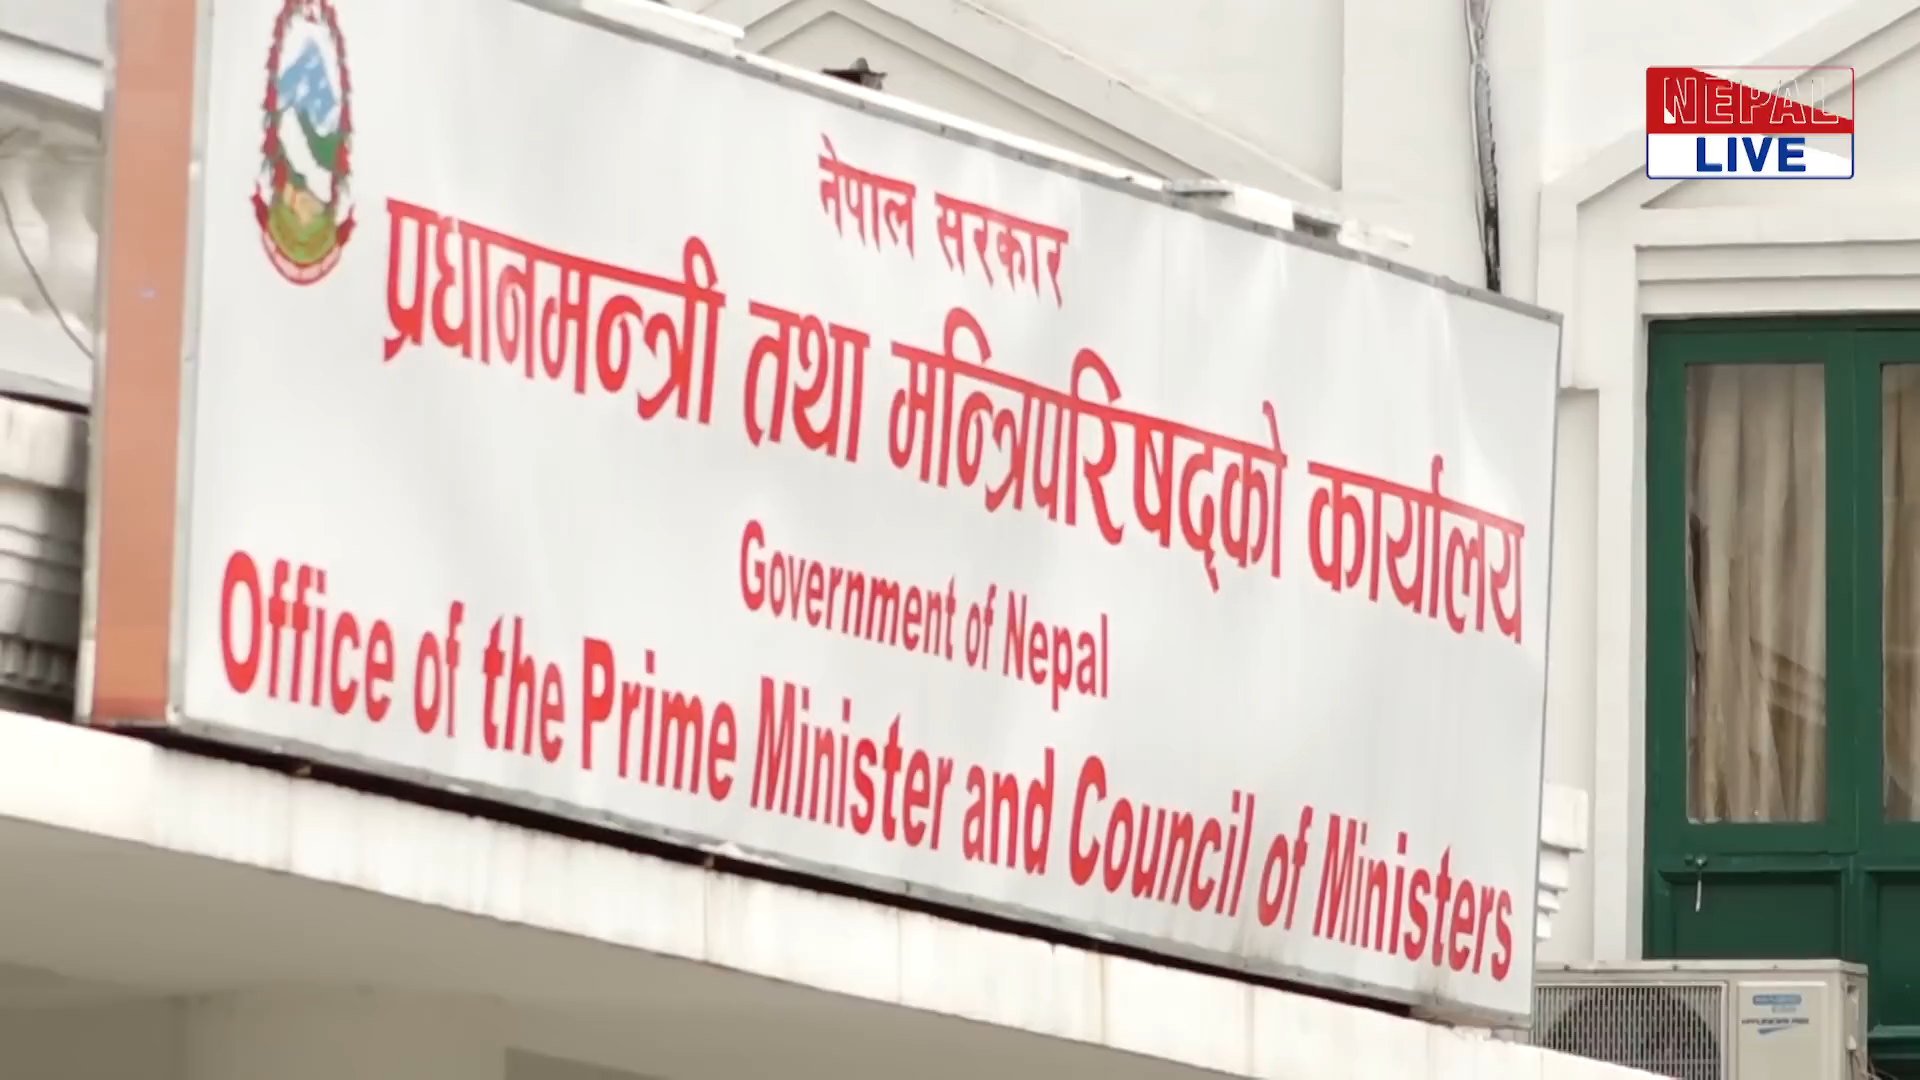 NEPAL
LIVE
नेपाल सरकार
प्रधानमन्त्री तथा मन्त्रिपरिषद्को कार्यालय
Government of Nepal
Office of the Prime Minister and Council of Ministers